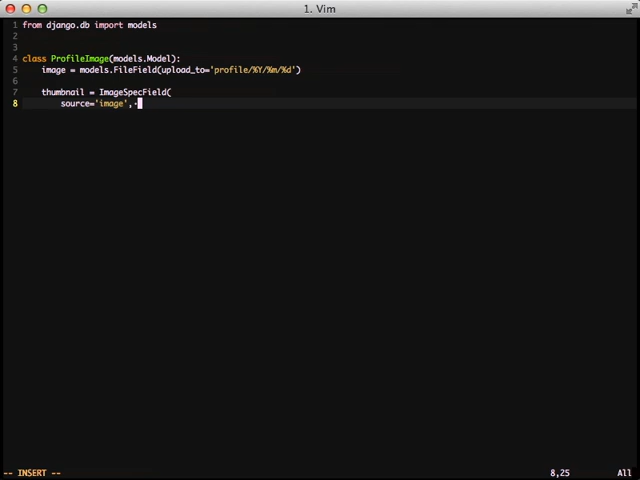 1. Vim
1 from django.db import models
2
3
4 class ProfileImage(models.Model):
5     image = models.FileField(upload_to='profile/%Y/%m/%d')
6
7     thumbnail = ImageSpecField(
8         source='image',
-- INSERT -- 8,25 All